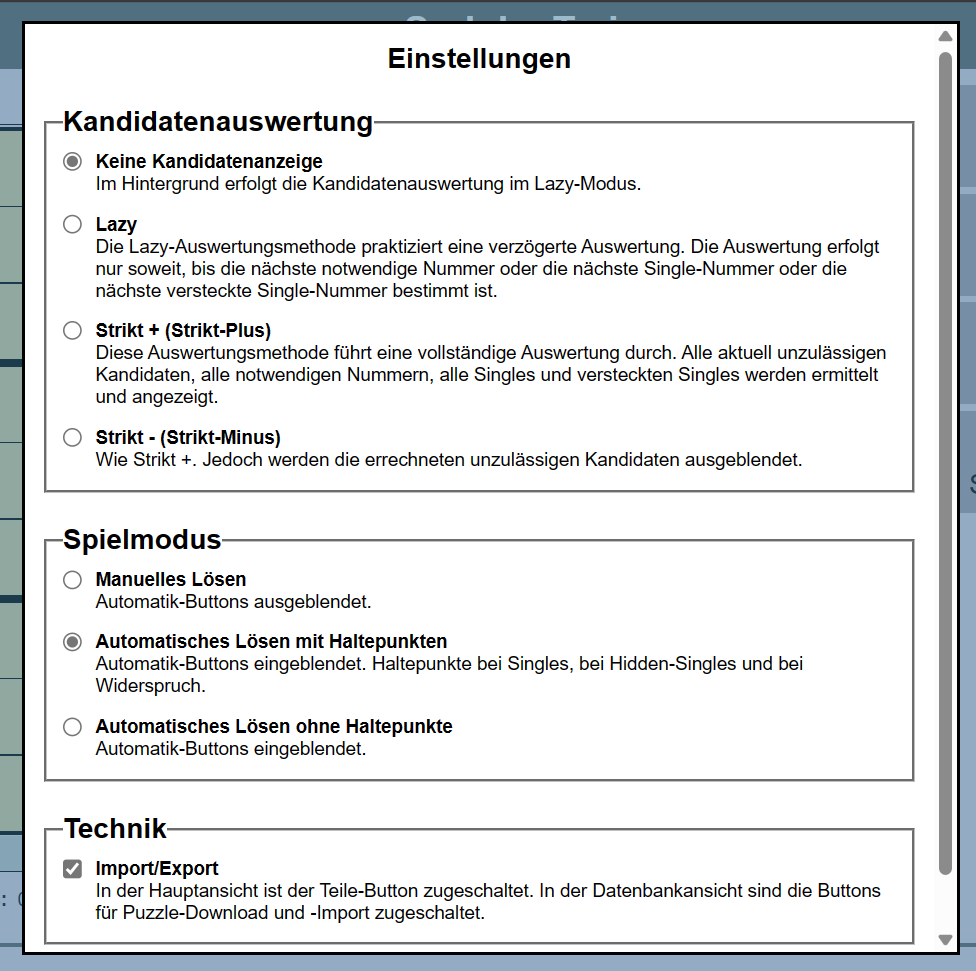 Einstellungen
Kandidatenauswertung
Keine Kandidatenanzeige
Im Hintergrund erfolgt die Kandidatenauswertung im Lazy-Modus.
Lazy
Die Lazy-Auswertungsmethode praktiziert eine verzögerte Auswertung. Die Auswertung erfolgt
nur soweit, bis die nächste notwendige Nummer oder die nächste Single-Nummer oder die
nächste versteckte Single-Nummer bestimmt ist.
Strikt + (Strikt-Plus)
Diese Auswertungsmethode führt eine vollständige Auswertung durch. Alle aktuell unzulässigen
Kandidaten, alle notwendigen Nummern, alle Singles und versteckten Singles werden ermittelt
und angezeigt.
Strikt - (Strikt-Minus)
Wie Strikt +. Jedoch werden die errechneten unzulässigen Kandidaten ausgeblendet.
Spielmodus
Manuelles Lösen
Automatik-Buttons ausgeblendet.
Automatisches Lösen mit Haltepunkten
Automatik-Buttons eingeblendet. Haltepunkte bei Singles, bei Hidden-Singles und bei
Widerspruch.
Automatisches Lösen ohne Haltepunkte
Automatik-Buttons eingeblendet.
Technik
Import/Export
In der Hauptansicht ist der Teile-Button zugeschaltet. In der Datenbankansicht sind die Buttons
für Puzzle-Download und -Import zugeschaltet.